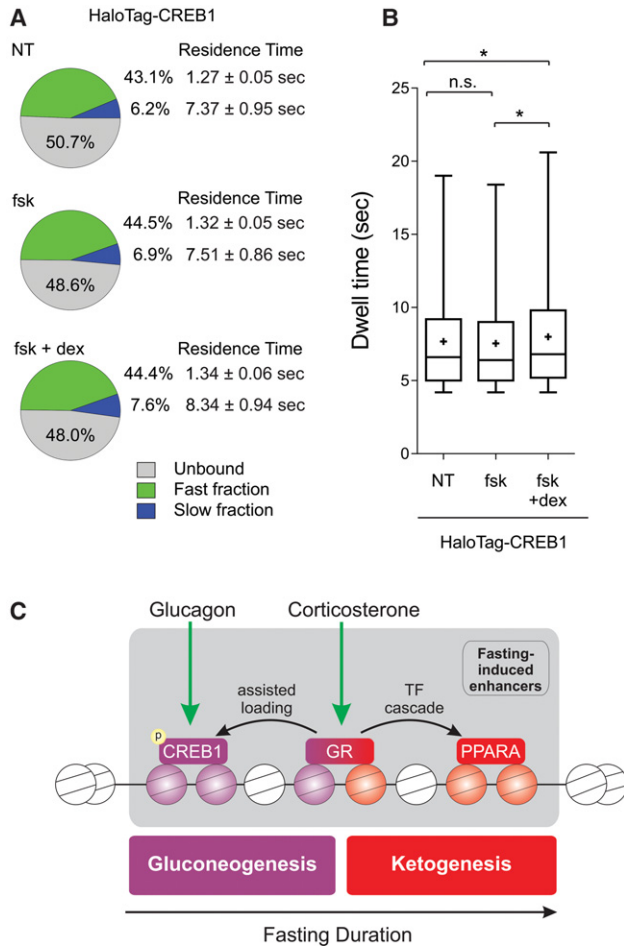 A
HaloTag-CREB1
NT
Residence Time
43.1% 1.27 ± 0.05 sec
6.2% 7.37 ± 0.95 sec
50.7%
fsk
Residence Time
44.5% 1.32 ± 0.05 sec
6.9% 7.51 ± 0.86 sec
48.6%
fsk + dex
Residence Time
44.4% 1.34 ± 0.06 sec
7.6% 8.34 ± 0.94 sec
48.0%
Unbound
Fast fraction
Slow fraction
B
*
n.s.
*
25
20
15
10
5
0
Dwell time (sec)
NT fsk fsk
+dex
HaloTag-CREB1
C
Glucagon Corticosterone
Fasting-
induced
enhancers
assisted
loading
TF
cascade
p
CREB1 GR PPARA
Gluconeogenesis Ketogenesis
Fasting Duration